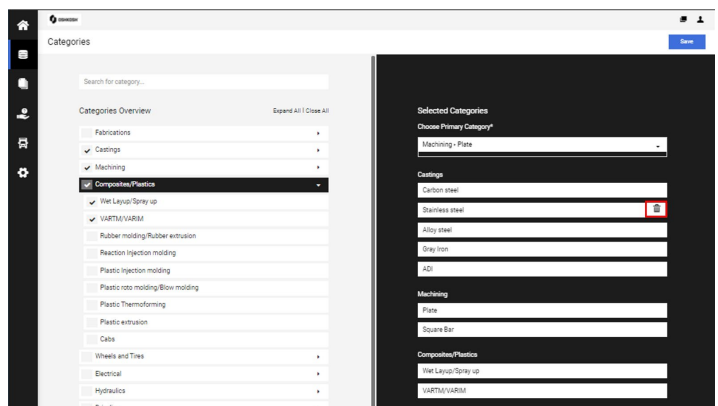 OSHKOSH
Categories
Save
Search for category...
Categories Overview
Expand All | Close All
Fabrications
Castings
Machining
Composites/Plastics
Wet Layup/Spray up
VARTM/VARIM
Rubber molding/Rubber extrusion
Reaction Injection molding
Plastic Injection molding
Plastic roto molding/Blow molding
Plastic Thermoforming
Plastic extrusion
Cabs
Wheels and Tires
Electrical
Hydraulics
Selected Categories
Choose Primary Category*
Machining - Plate
Castings
Carbon steel
Stainless steel
Alloy steel
Gray Iron
ADI
Machining
Plate
Square Bar
Composites/Plastics
Wet Layup/Spray up
VARTM/VARIM